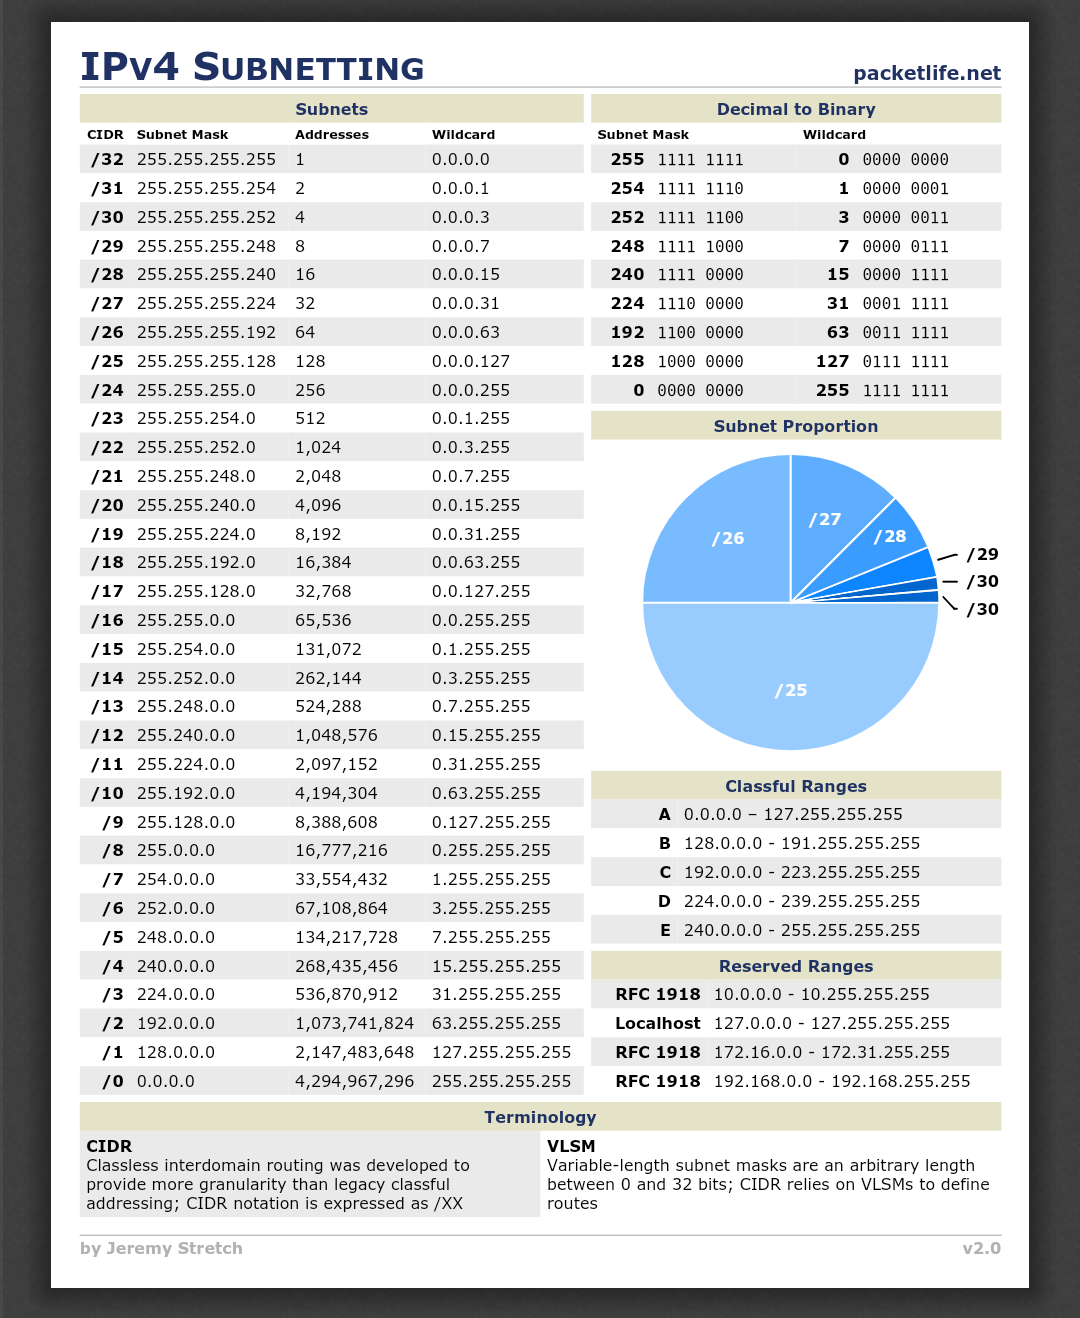 IPv4 Subnetting
packetlife.net
Subnets
CIDR Subnet Mask Addresses Wildcard
/32 255.255.255.255 1 0.0.0.0
/31 255.255.255.254 2 0.0.0.1
/30 255.255.255.252 4 0.0.0.3
/29 255.255.255.248 8 0.0.0.7
/28 255.255.255.240 16 0.0.0.15
/27 255.255.255.224 32 0.0.0.31
/26 255.255.255.192 64 0.0.0.63
/25 255.255.255.128 128 0.0.0.127
/24 255.255.255.0 256 0.0.0.255
/23 255.255.254.0 512 0.0.1.255
/22 255.255.252.0 1,024 0.0.3.255
/21 255.255.248.0 2,048 0.0.7.255
/20 255.255.240.0 4,096 0.0.15.255
/19 255.255.224.0 8,192 0.0.31.255
/18 255.255.192.0 16,384 0.0.63.255
/17 255.255.128.0 32,768 0.0.127.255
/16 255.255.0.0 65,536 0.0.255.255
/15 255.254.0.0 131,072 0.1.255.255
/14 255.252.0.0 262,144 0.3.255.255
/13 255.248.0.0 524,288 0.7.255.255
/12 255.240.0.0 1,048,576 0.15.255.255
/11 255.224.0.0 2,097,152 0.31.255.255
/10 255.192.0.0 4,194,304 0.63.255.255
/9 255.128.0.0 8,388,608 0.127.255.255
/8 255.0.0.0 16,777,216 0.255.255.255
/7 254.0.0.0 33,554,432 1.255.255.255
/6 252.0.0.0 67,108,864 3.255.255.255
/5 248.0.0.0 134,217,728 7.255.255.255
/4 240.0.0.0 268,435,456 15.255.255.255
/3 224.0.0.0 536,870,912 31.255.255.255
/2 192.0.0.0 1,073,741,824 63.255.255.255
/1 128.0.0.0 2,147,483,648 127.255.255.255
/0 0.0.0.0 4,294,967,296 255.255.255.255
Decimal to Binary
Subnet Mask Wildcard
255 1111 1111 0 0000 0000
254 1111 1110 1 0000 0001
252 1111 1100 3 0000 0011
248 1111 1000 7 0000 0111
240 1111 0000 15 0000 1111
224 1110 0000 31 0001 1111
192 1100 0000 63 0011 1111
128 1000 0000 127 0111 1111
0 0000 0000 255 1111 1111
Subnet Proportion
/27
/26
/28
/29
/30
/30
/25
Classful Ranges
A 0.0.0.0 – 127.255.255.255
B 128.0.0.0 - 191.255.255.255
C 192.0.0.0 - 223.255.255.255
D 224.0.0.0 - 239.255.255.255
E 240.0.0.0 - 255.255.255.255
Reserved Ranges
RFC 1918 10.0.0.0 - 10.255.255.255
Localhost 127.0.0.0 - 127.255.255.255
RFC 1918 172.16.0.0 - 172.31.255.255
RFC 1918 192.168.0.0 - 192.168.255.255
Terminology
CIDR
Classless interdomain routing was developed to
provide more granularity than legacy classful
addressing; CIDR notation is expressed as /XX
VLSM
Variable-length subnet masks are an arbitrary length
between 0 and 32 bits; CIDR relies on VLSMs to define
routes
by Jeremy Stretch
v2.0